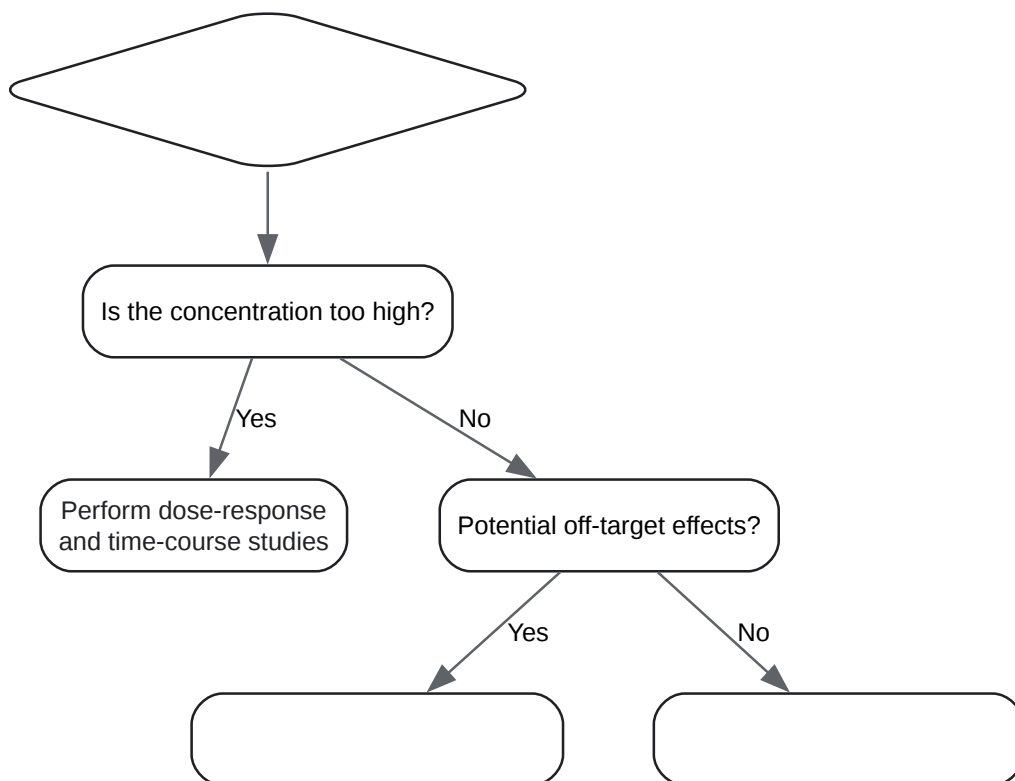 Is the concentration too high?
Yes
No
Perform dose-response
and time-course studies
Potential off-target effects?
Yes
No